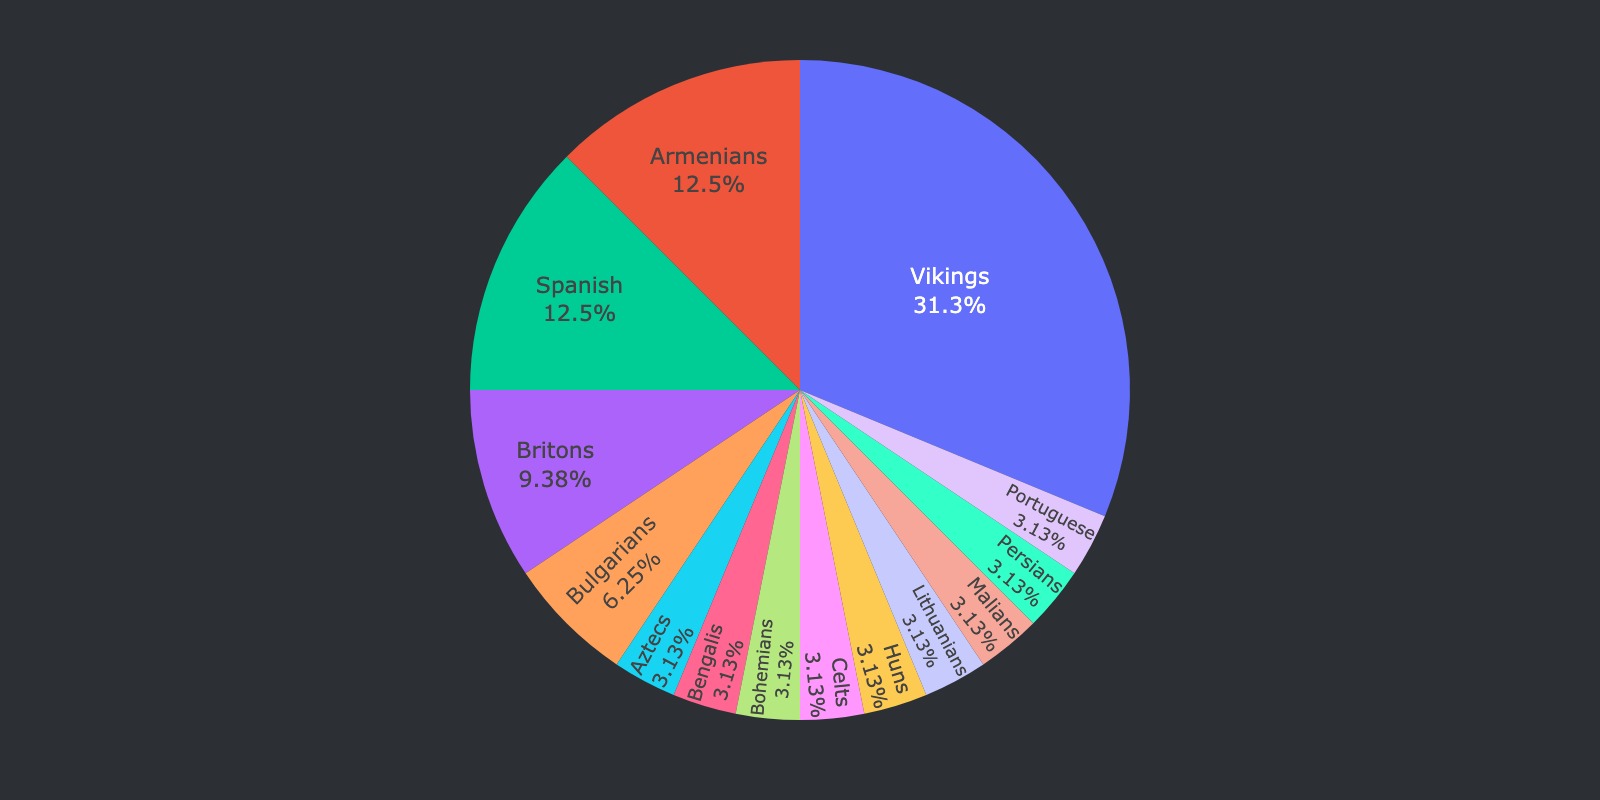 Armenians
12.5%
Vikings
31.3%
Spanish
12.5%
Britons
9.38%
Bulgarians
6.25%
Aztecs
3.13%
Bengalis
3.13%
Bohemians
3.13%
Celts
3.13%
Huns
3.13%
Lithuanians
3.13%
Malians
3.13%
Persians
3.13%
Portuguese
3.13%